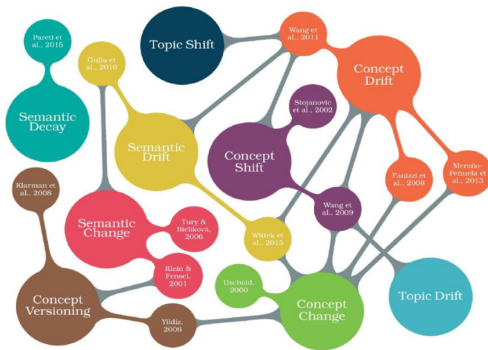 Pareti et
al., 2015
Topic Shift
Wang et
al., 2011
Gulla et
al., 2010
Concept
Drift
Semantic
Decay
Stojanovic
et al., 2002
Semantic
Drift
Concept
Shift
Klarman et
al., 2008
Fanizzi et
al., 2008
Meroño-
Peñuela et
al., 2013
Semantic
Change
Tury &
Bieliková,
2006
Wang et
al., 2009
Wittek et
al., 2015
Klein &
Fensel,
2001
Uschold,
2000
Concept
Versioning
Concept
Change
Topic Drift
Yildiz,
2006